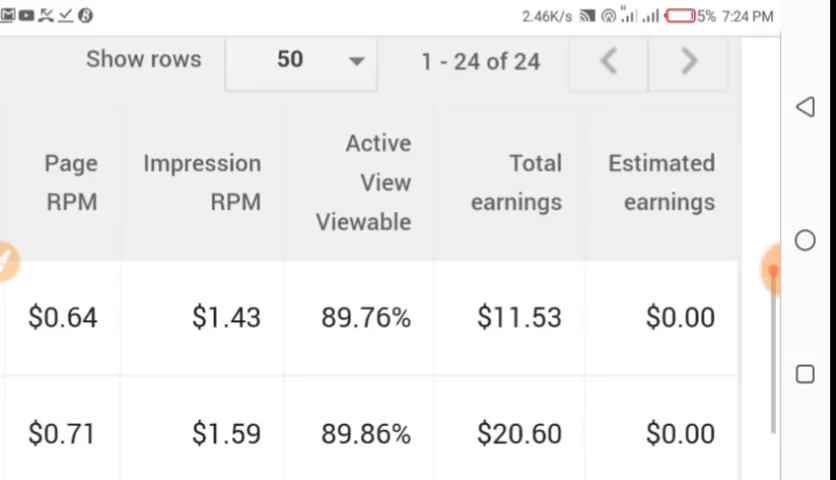 2.46K/s H 5% 7:24 PM
Show rows 50 1 - 24 of 24
Page RPM Impression RPM Active View Viewable Total earnings Estimated earnings
$0.64 $1.43 89.76% $11.53 $0.00
$0.71 $1.59 89.86% $20.60 $0.00